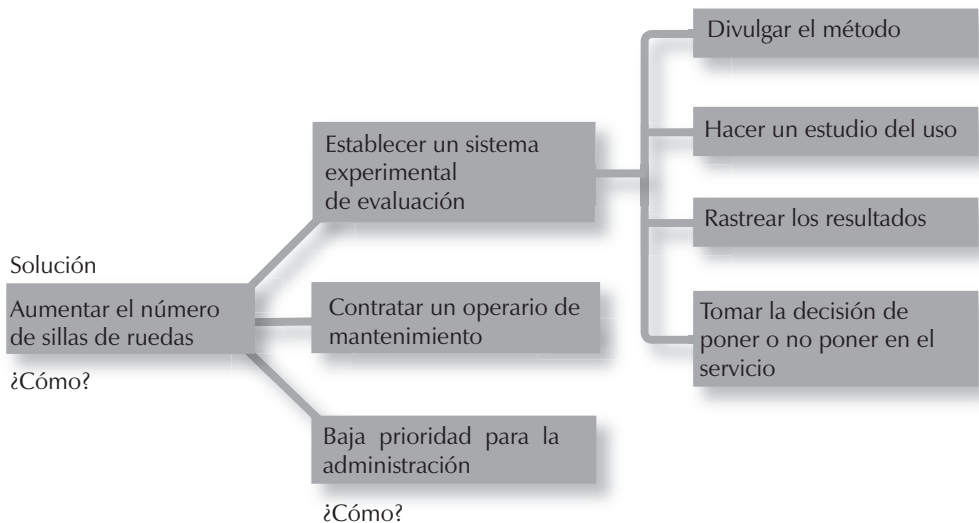 Solución
Aumentar el número
de sillas de ruedas
¿Cómo?
Establecer un sistema
experimental
de evaluación
Contratar un operario de
mantenimiento
Baja prioridad para la
administración
¿Cómo?
Divulgar el método
Hacer un estudio del uso
Rastrear los resultados
Tomar la decisión de
poner o no poner en el
servicio